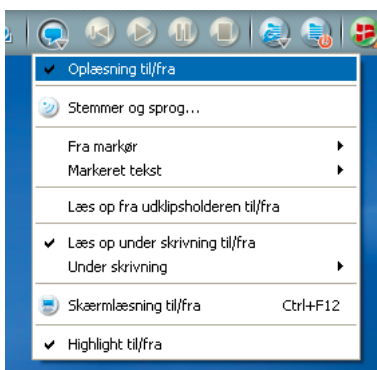 Oplæsning til/fra
Stemmer og sprog...
Fra markør
Markeret tekst
Læs op fra udklipsholderen til/fra
Læs op under skrivning til/fra
Under skrivning
Skærmlæsning til/fra Ctrl+F12
Highlight til/fra